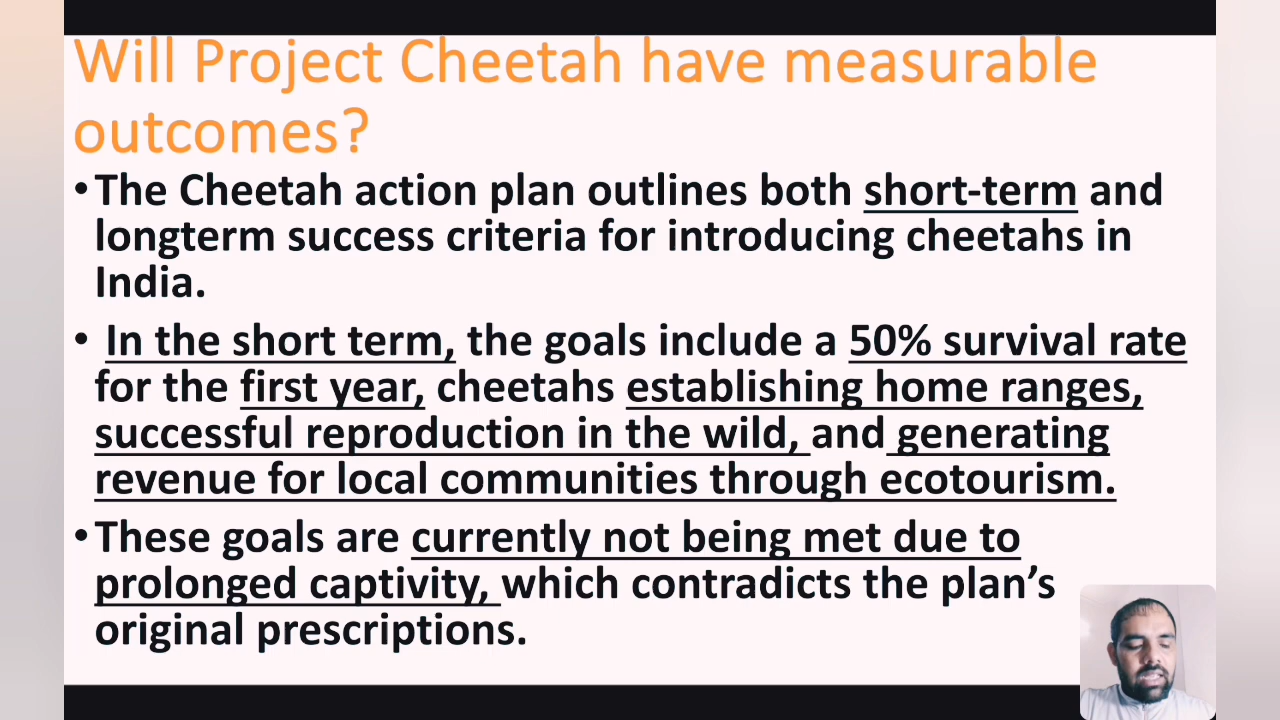 Will Project Cheetah have measurable
outcomes?
•The Cheetah action plan outlines both short-term and
longterm success criteria for introducing cheetahs in
India.
• In the short term, the goals include a 50% survival rate
for the first year, cheetahs establishing home ranges,
successful reproduction in the wild, and generating
revenue for local communities through ecotourism.
•These goals are currently not being met due to
prolonged captivity, which contradicts the plan’s
original prescriptions.